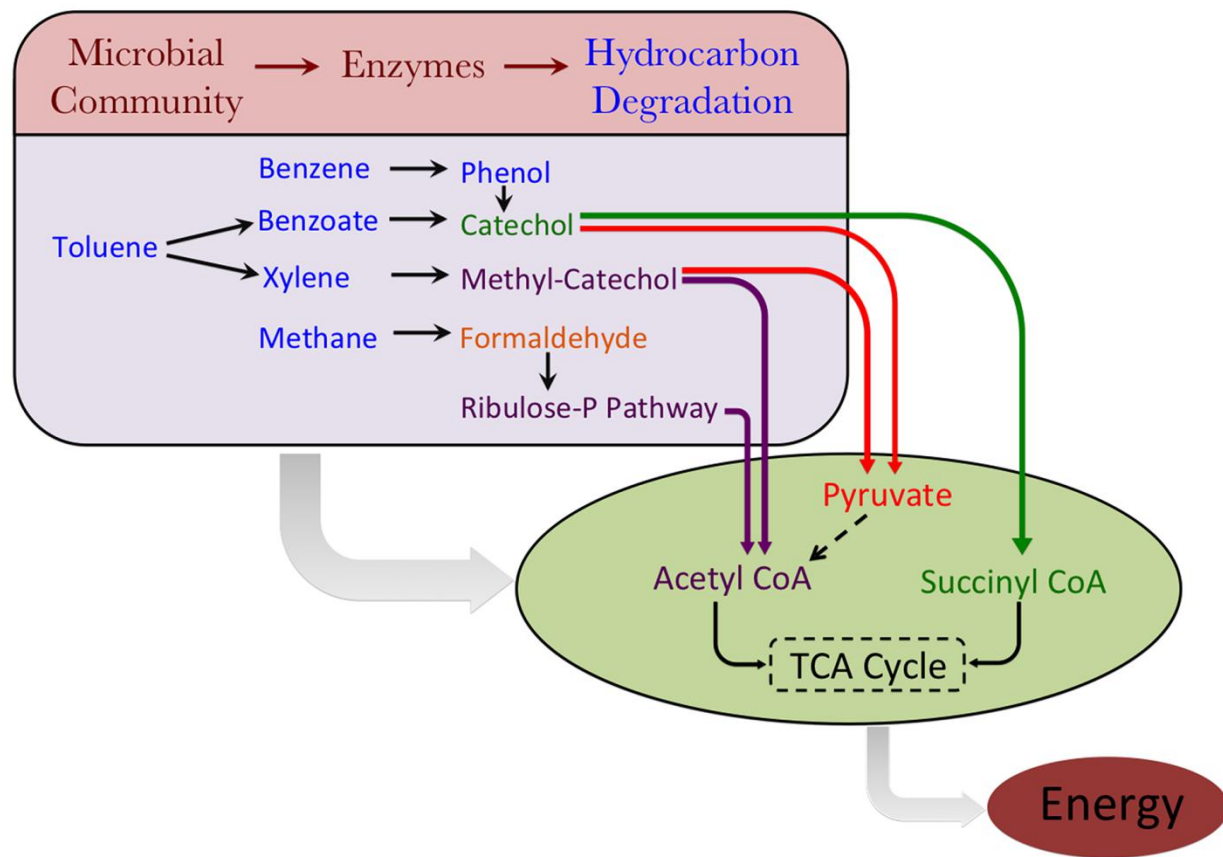 Microbial
Community
Enzymes
Hydrocarbon
Degradation
Benzene
Phenol
Benzoate
Catechol
Toluene
Xylene
Methyl-Catechol
Methane
Formaldehyde
Ribulose-P Pathway
Pyruvate
Acetyl CoA
Succinyl CoA
TCA Cycle
Energy